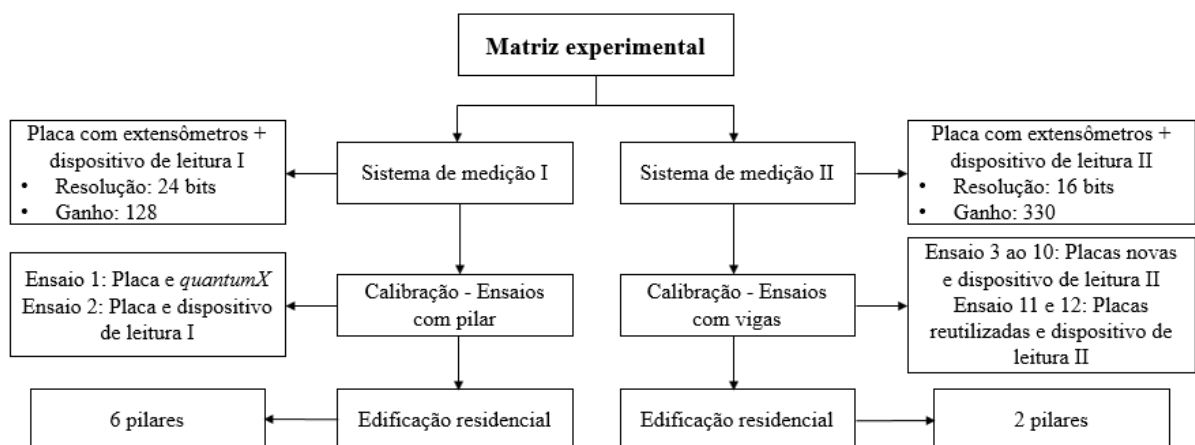 Matriz experimental
Placa com extensômetros +
dispositivo de leitura I
• Resolução: 24 bits
• Ganho: 128
Sistema de medição I
Sistema de medição II
Placa com extensômetros +
dispositivo de leitura II
• Resolução: 16 bits
• Ganho: 330
Ensaio 1: Placa e quantumX
Ensaio 2: Placa e dispositivo
de leitura I
Calibração - Ensaios
com pilar
Calibração - Ensaios
com vigas
Ensaio 3 ao 10: Placas novas
e dispositivo de leitura II
Ensaio 11 e 12: Placas
reutilizadas e dispositivo de
leitura II
6 pilares
Edificação residencial
Edificação residencial
2 pilares